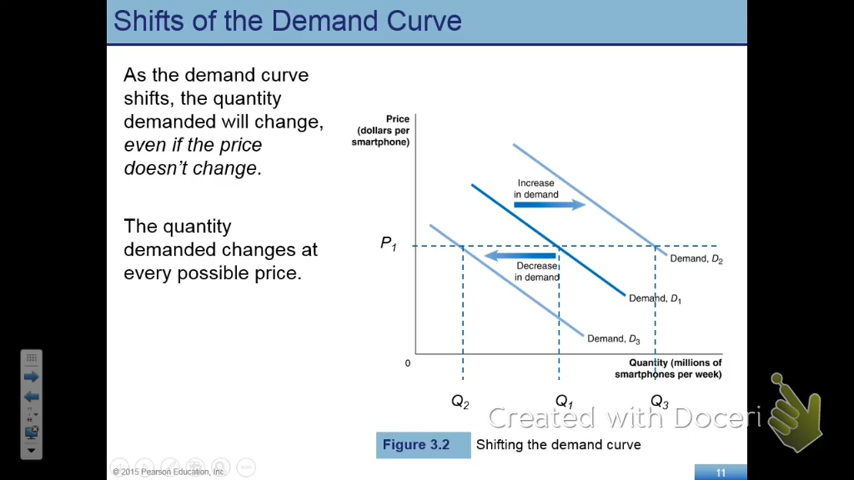 Shifts of the Demand Curve
As the demand curve
shifts, the quantity
demanded will change,
even if the price
doesn't change.
The quantity
demanded changes at
every possible price.
Price
(dollars per
smartphone)
Increase
in demand
P1
Decrease
in demand
Demand, D2
Demand, D1
Demand, D3
0
Quantity (millions of
smartphones per week)
Q2
Q1
Q3
Created with Doceri
Figure 3.2
Shifting the demand curve
© 2015 Pearson Education, Inc.
11